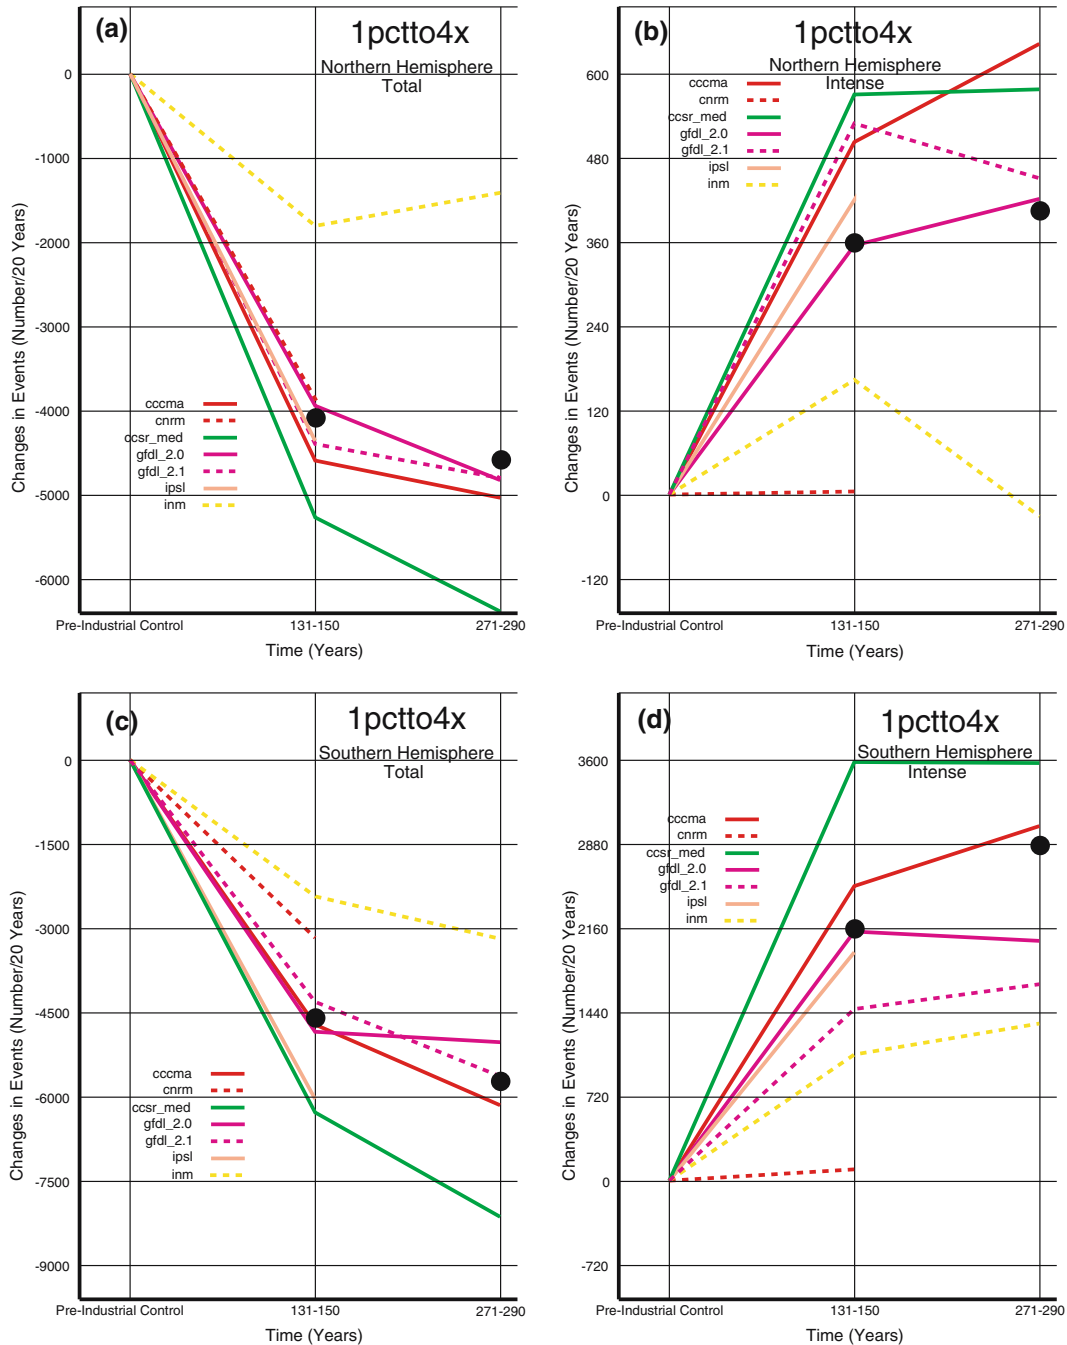 (a)
1pctto4x
Northern Hemisphere
Total
0
-1000
-2000
-3000
-4000
-5000
-6000
Changes in Events (Number/20 Years)
cccma
cnrm
ccsr_med
gfdl_2.0
gfdl_2.1
ipsl
inm
Pre-Industrial Control
131-150
271-290
Time (Years)
(b)
1pctto4x
Northern Hemisphere
Intense
600
480
360
240
120
0
-120
Changes in Events (Number/20 Years)
cccma
cnrm
ccsr_med
gfdl_2.0
gfdl_2.1
ipsl
inm
Pre-Industrial Control
131-150
271-290
Time (Years)
(c)
1pctto4x
Southern Hemisphere
Total
0
-1500
-3000
-4500
-6000
-7500
-9000
Changes in Events (Number/20 Years)
cccma
cnrm
ccsr_med
gfdl_2.0
gfdl_2.1
ipsl
inm
Pre-Industrial Control
131-150
271-290
Time (Years)
(d)
1pctto4x
Southern Hemisphere
Intense
3600
2880
2160
1440
720
0
-720
Changes in Events (Number/20 Years)
cccma
cnrm
ccsr_med
gfdl_2.0
gfdl_2.1
ipsl
inm
Pre-Industrial Control
131-150
271-290
Time (Years)